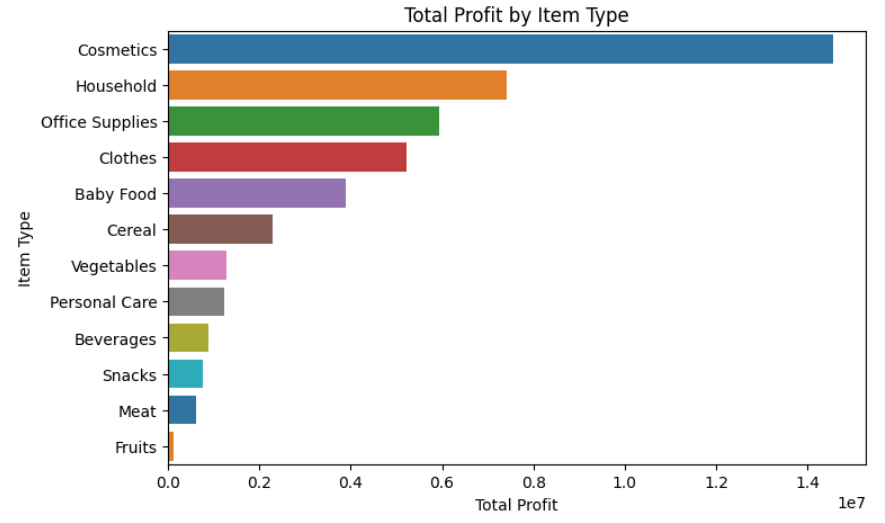 Total Profit by Item Type
Cosmetics
Household
Office Supplies
Clothes
Baby Food
Cereal
Vegetables
Personal Care
Beverages
Snacks
Meat
Fruits
Item Type
0.0 0.2 0.4 0.6 0.8 1.0 1.2 1.4
1e7
Total Profit